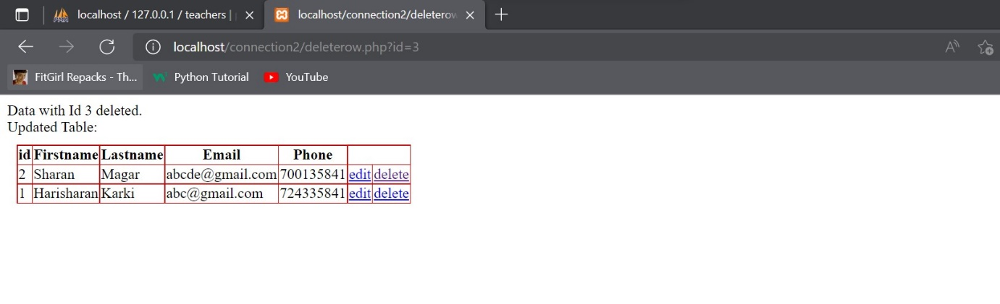 localhost / 127.0.0.1 / teachers |
localhost/connection2/deleterow
localhost/connection2/deleterow.php?id=3
FitGirl Repacks - Th... Python Tutorial YouTube
Data with Id 3 deleted.
Updated Table:
id Firstname Lastname Email Phone
2 Sharan Magar abcde@gmail.com 700135841 edit delete
1 Harisharan Karki abc@gmail.com 724335841 edit delete